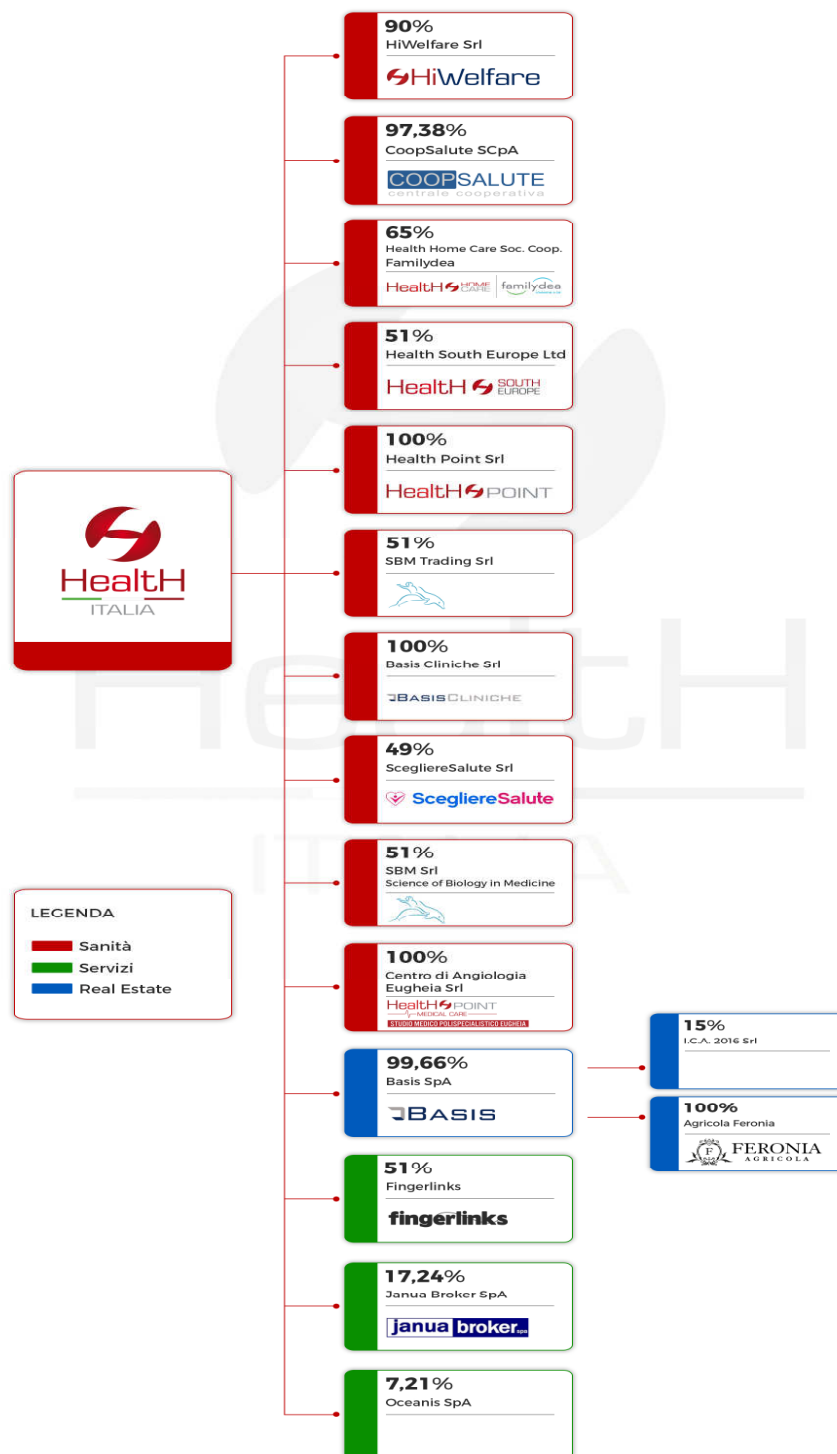 90%
HiWelfare Srl
HiWelfare
97,38%
CoopSalute SCpA
COOPSALUTE
centrale cooperativa
65%
Health Home Care Soc. Coop.
Familydea
HealtH HOME CARE familydea
51%
Health South Europe Ltd
HealtH SOUTH EUROPE
100%
Health Point Srl
HealtH POINT
HealtH
ITALIA
51%
SBM Trading Srl
100%
Basis Cliniche Srl
BASISCLINICHE
49%
ScegliereSalute Srl
ScegliereSalute
51%
SBM Srl
Science of Biology in Medicine
LEGENDA
Sanità
Servizi
Real Estate
100%
Centro di Angiologia
Eugheia Srl
HealtH POINT
MEDICAL CARE
STUDIO MEDICO POLISPECIALISTICO EUGHEIA
99,66%
Basis SpA
BASIS
15%
I.C.A. 2016 Srl
100%
Agricola Feronia
F FERONIA
AGRICOLA
51%
Fingerlinks
fingerlinks
17,24%
Janua Broker SpA
janua broker spa
7,21%
Oceanis SpA
HealtH
ITALIA